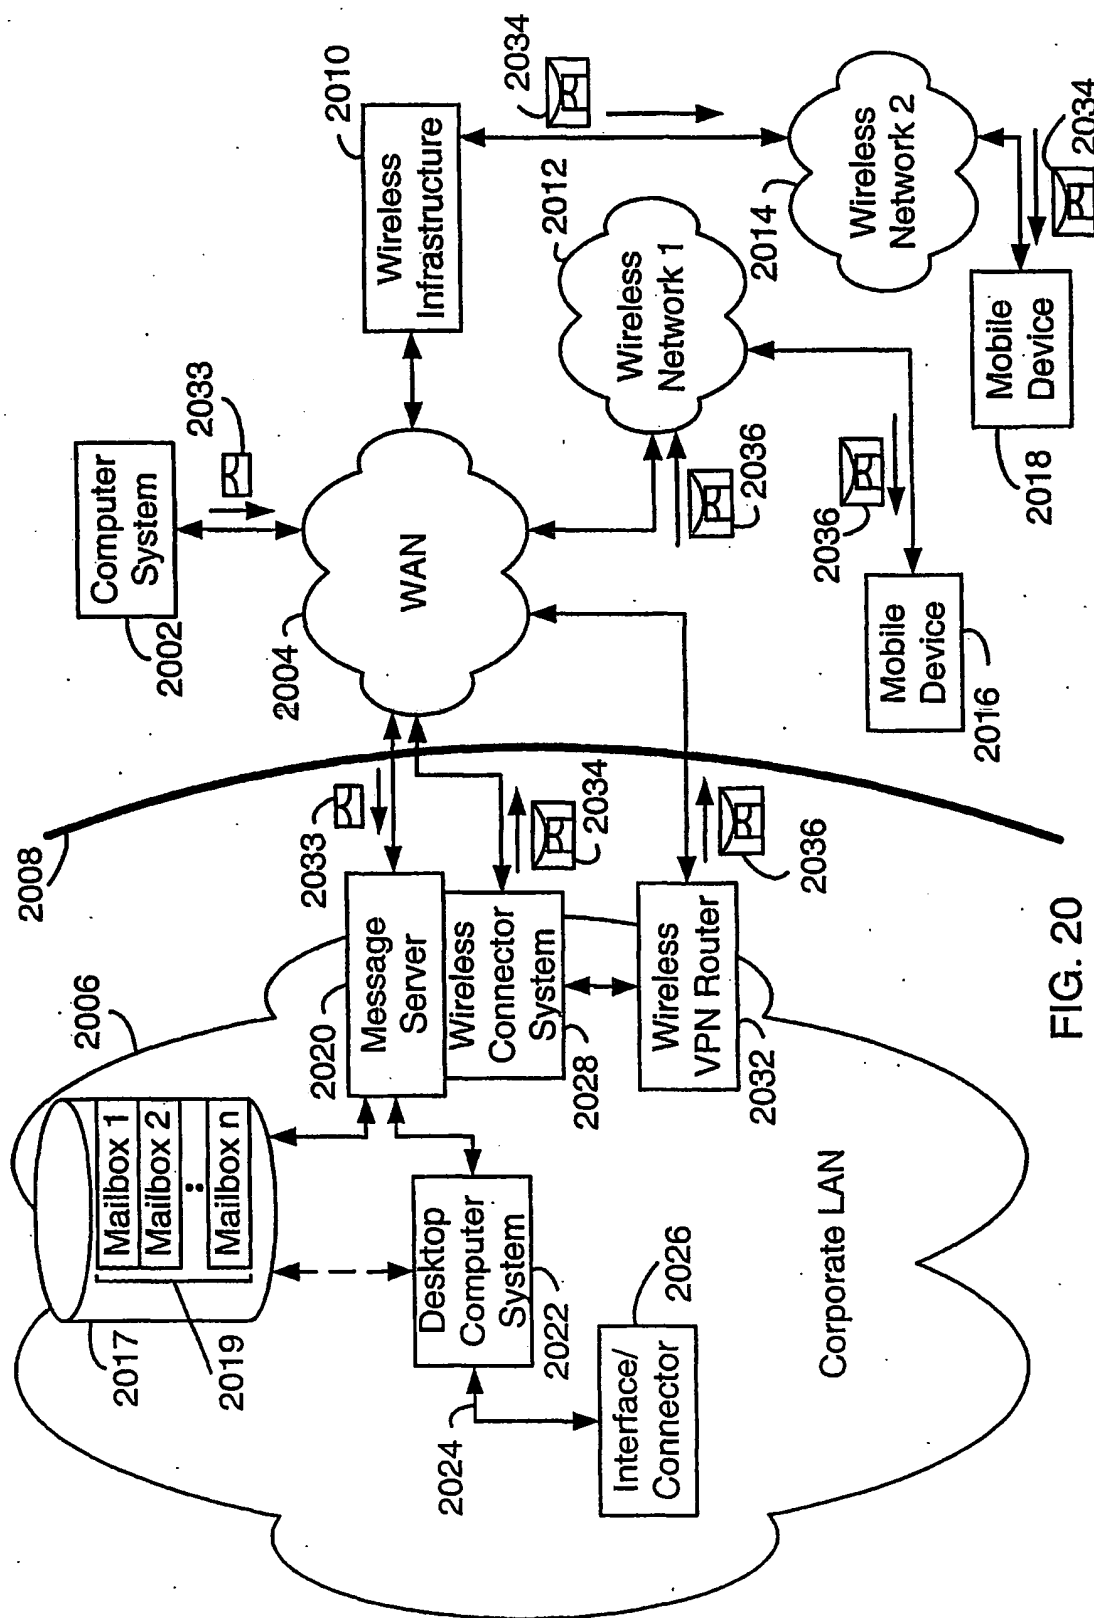 2008
2006
2017
Mailbox 1
Mailbox 2
:
Mailbox n
2019
Desktop
Computer
System
2022
2024
Interface/
Connector
2026
Corporate LAN
Message
Server
2020
Wireless
Connector
System
2028
Wireless
VPN Router
2032
2033
2034
2036
Computer
System
2002
2033
WAN
2004
Wireless
Infrastructure
2010
2034
Wireless
Network 1
2012
2036
Wireless
Network 2
2014
2034
Mobile
Device
2016
2036
Mobile
Device
2018
FIG. 20